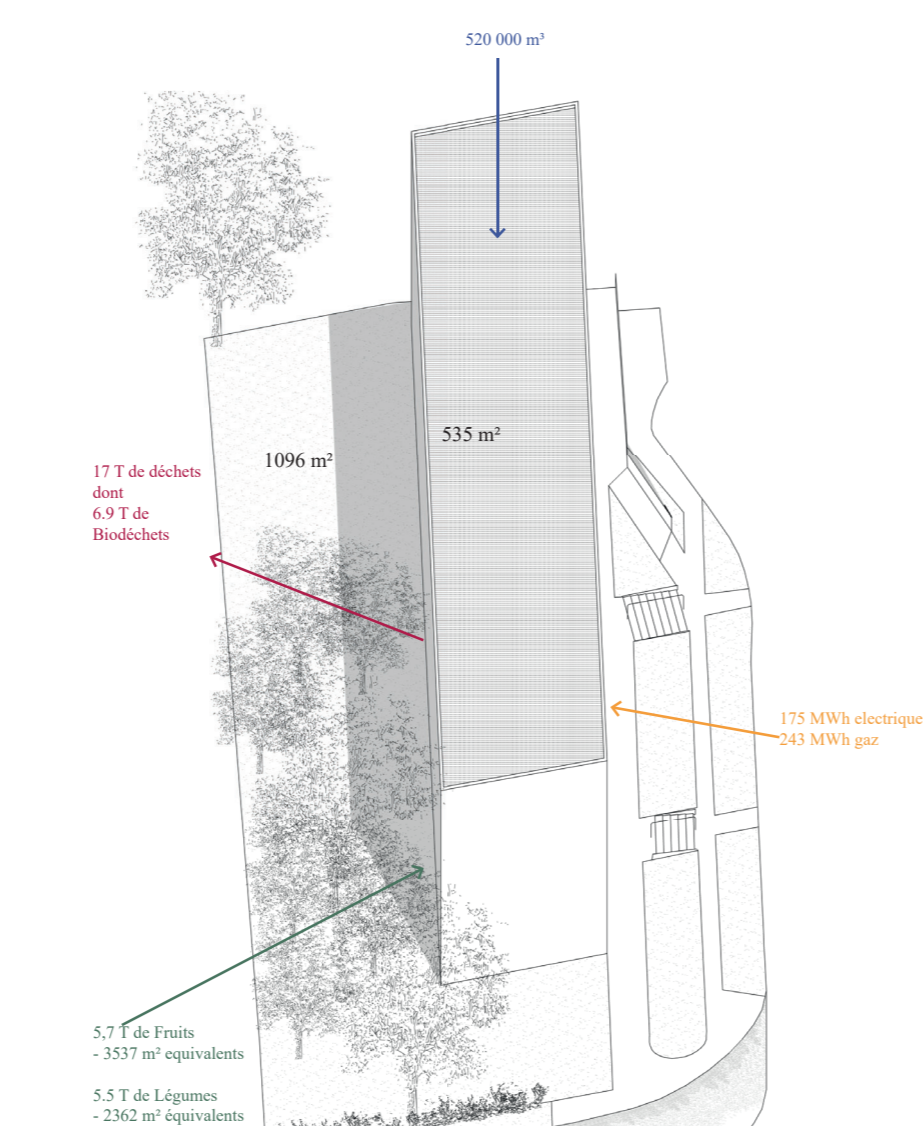 520 000 m³
535 m²
1096 m²
17 T de déchets
dont
6.9 T de
Biodéchets
175 MWh electrique
243 MWh gaz
5,7 T de Fruits
- 3537 m² equivalents
5.5 T de Légumes
- 2362 m² équivalents